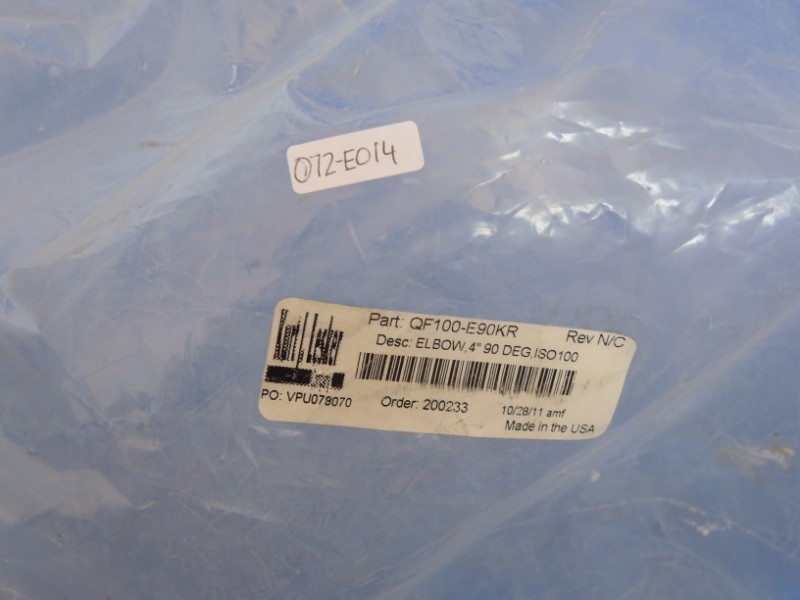 072-E014
Part: QF100-E90KR Rev N/C
Desc: ELBOW,4" 90 DEG,ISO100
PO: VPU079070 Order: 200233 10/28/11 amf
Made in the USA